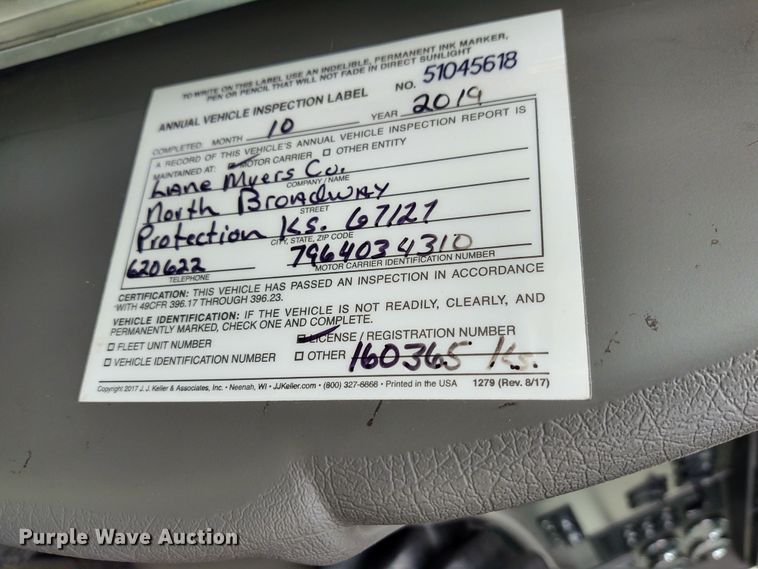 TO WRITE ON THIS LABEL USE AN INDELIBLE, PERMANENT INK MARKER,
PEN OR PENCIL THAT WILL NOT FADE IN DIRECT SUNLIGHT
ANNUAL VEHICLE INSPECTION LABEL NO. 51045618
COMPLETED: MONTH 10 YEAR 2019
A RECORD OF THIS VEHICLE'S ANNUAL VEHICLE INSPECTION REPORT IS
MAINTAINED AT: MOTOR CARRIER OTHER ENTITY
Lane Myers Co.
COMPANY/NAME
North Broadway
STREET
Protection Ks. 67127
CITY, STATE, ZIP CODE
620622 7964034310
TELEPHONE MOTOR CARRIER IDENTIFICATION NUMBER
CERTIFICATION: THIS VEHICLE HAS PASSED AN INSPECTION IN ACCORDANCE
WITH 49CFR 396.17 THROUGH 396.23.
VEHICLE IDENTIFICATION: IF THE VEHICLE IS NOT READILY, CLEARLY, AND
PERMANENTLY MARKED, CHECK ONE AND COMPLETE.
FLEET UNIT NUMBER LICENSE / REGISTRATION NUMBER
VEHICLE IDENTIFICATION NUMBER OTHER 160365 Ks.
Copyright 2017 J. J. Keller & Associates, Inc. • Neenah, WI • JJKeller.com • (800) 327-6868 • Printed in the USA 1279 (Rev. 8/17)
Purple Wave Auction